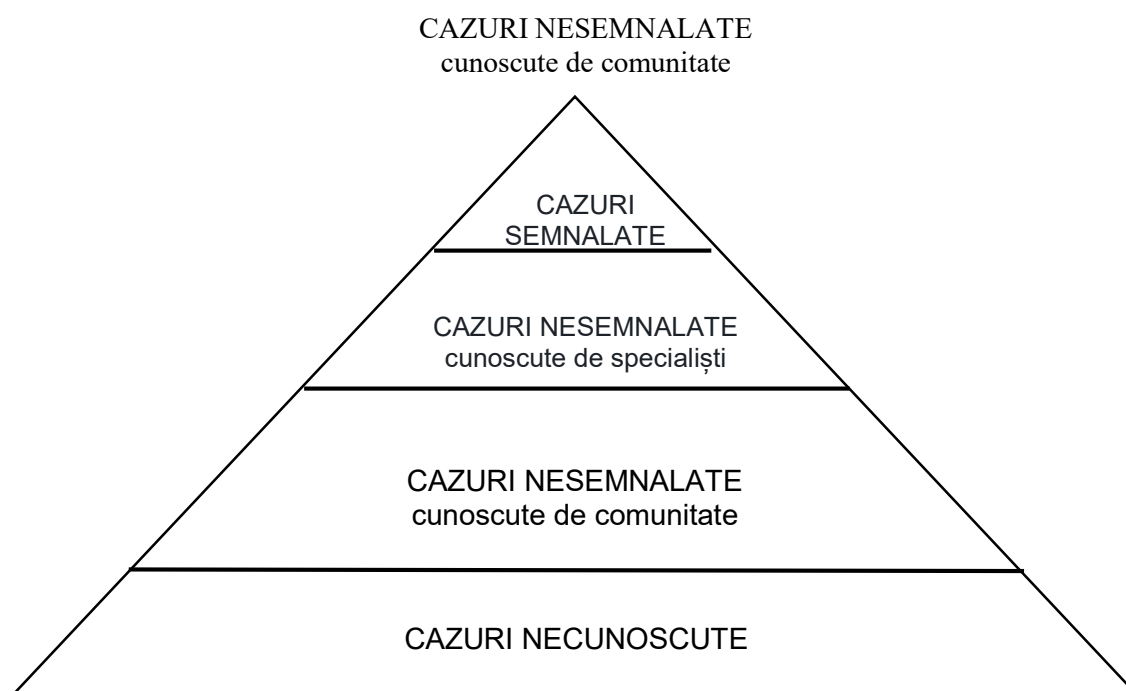 CAZURI NESEMNALATE
cunoscute de comunitate
CAZURI
SEMNALATE
CAZURI NESEMNALATE
cunoscute de specialiști
CAZURI NESEMNALATE
cunoscute de comunitate
CAZURI NECUNOSCUTE